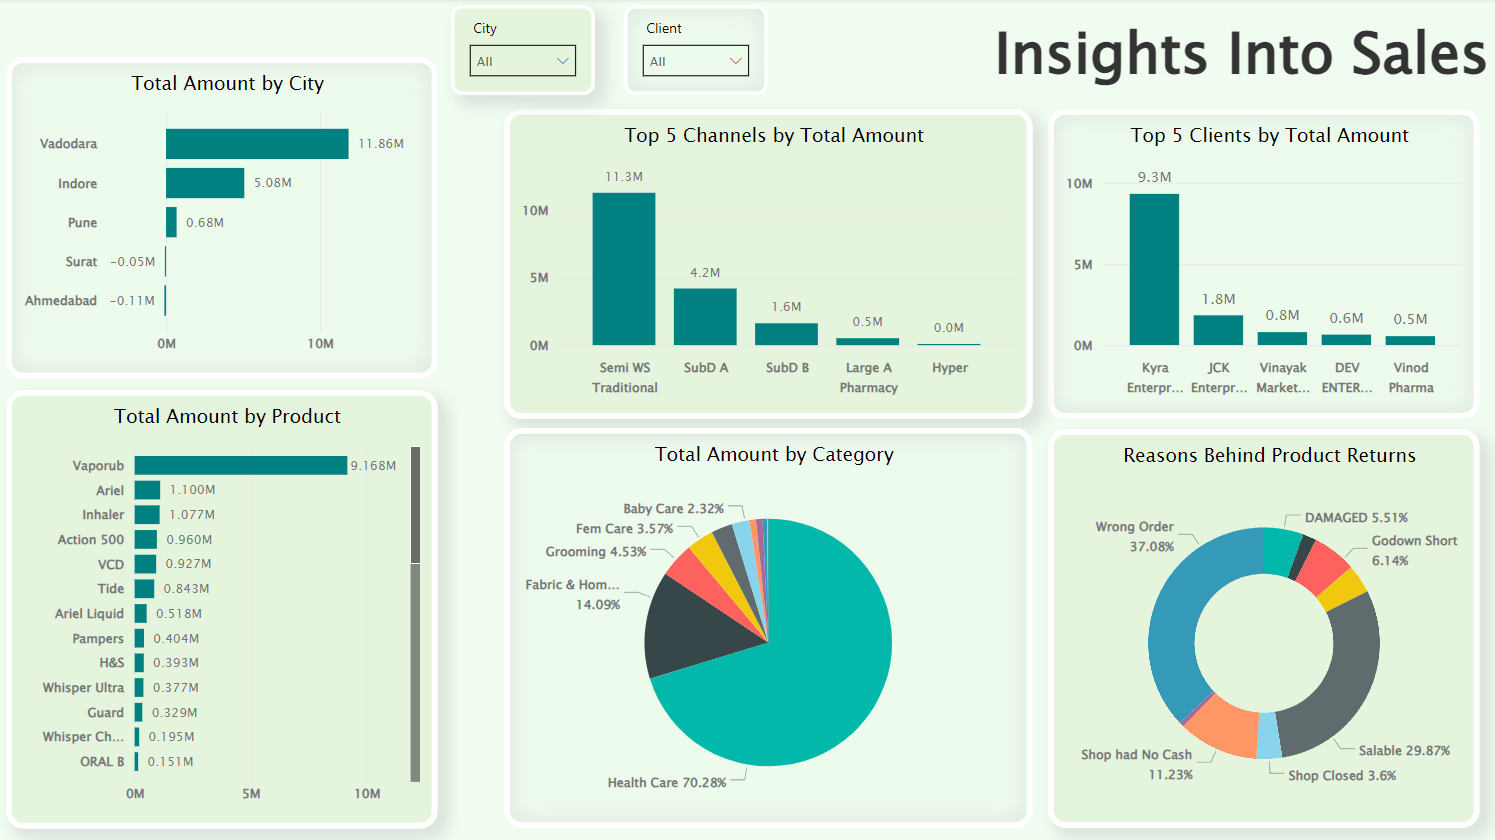 City
All
Client
All
Insights Into Sales
Total Amount by City
Vadodara 11.86M
Indore 5.08M
Pune 0.68M
Surat −0.05M
Ahmedabad −0.11M
0M 10M
Top 5 Channels by Total Amount
11.3M
10M
4.2M
5M
1.6M
0.5M
0.0M
0M
Semi WS Traditional
SubD A
SubD B
Large A Pharmacy
Hyper
Top 5 Clients by Total Amount
9.3M
10M
5M
1.8M
0.8M
0.6M
0.5M
0M
Kyra Enterpr...
JCK Enterpr...
Vinayak Market...
DEV ENTER...
Vinod Pharma
Total Amount by Product
Vaporub 9.168M
Ariel 1.100M
Inhaler 1.077M
Action 500 0.960M
VCD 0.927M
Tide 0.843M
Ariel Liquid 0.518M
Pampers 0.404M
H&S 0.393M
Whisper Ultra 0.377M
Guard 0.329M
Whisper Ch... 0.195M
ORAL B 0.151M
0M 5M 10M
Total Amount by Category
Baby Care 2.32%
Fem Care 3.57%
Grooming 4.53%
Fabric & Hom...
14.09%
Health Care 70.28%
Reasons Behind Product Returns
DAMAGED 5.51%
Wrong Order
37.08%
Godown Short
6.14%
Salable 29.87%
Shop had No Cash
11.23%
Shop Closed 3.6%